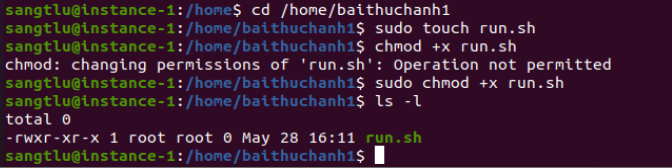 sangtlu@instance-1:/home$ cd /home/baithuchanh1
sangtlu@instance-1:/home/baithuchanh1$ sudo touch run.sh
sangtlu@instance-1:/home/baithuchanh1$ chmod +x run.sh
chmod: changing permissions of 'run.sh': Operation not permitted
sangtlu@instance-1:/home/baithuchanh1$ sudo chmod +x run.sh
sangtlu@instance-1:/home/baithuchanh1$ ls -l
total 0
-rwxr-xr-x 1 root root 0 May 28 16:11 run.sh
sangtlu@instance-1:/home/baithuchanh1$